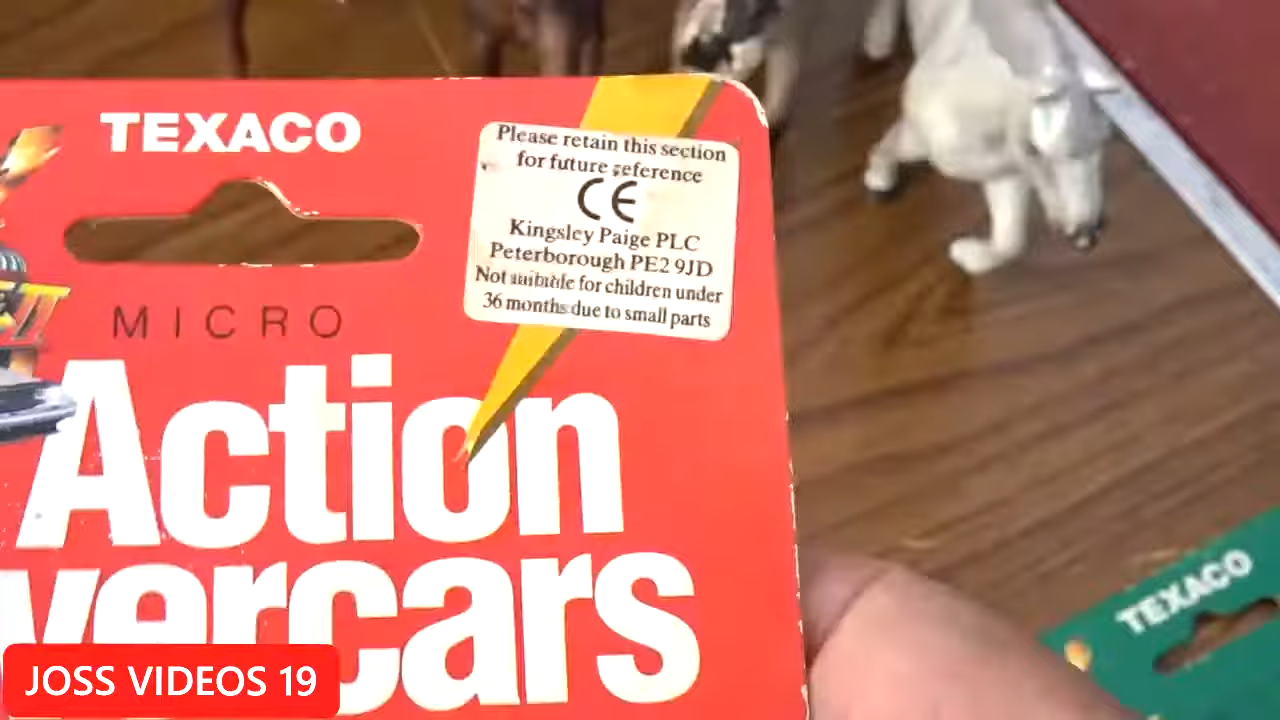 TEXACO
Please retain this section
for future reference
CE
Kingsley Paige PLC
Peterborough PE2 9JD
Not suitible for children under
36 months due to small parts
MICRO
Action
vercars
TEXACO
JOSS VIDEOS 19